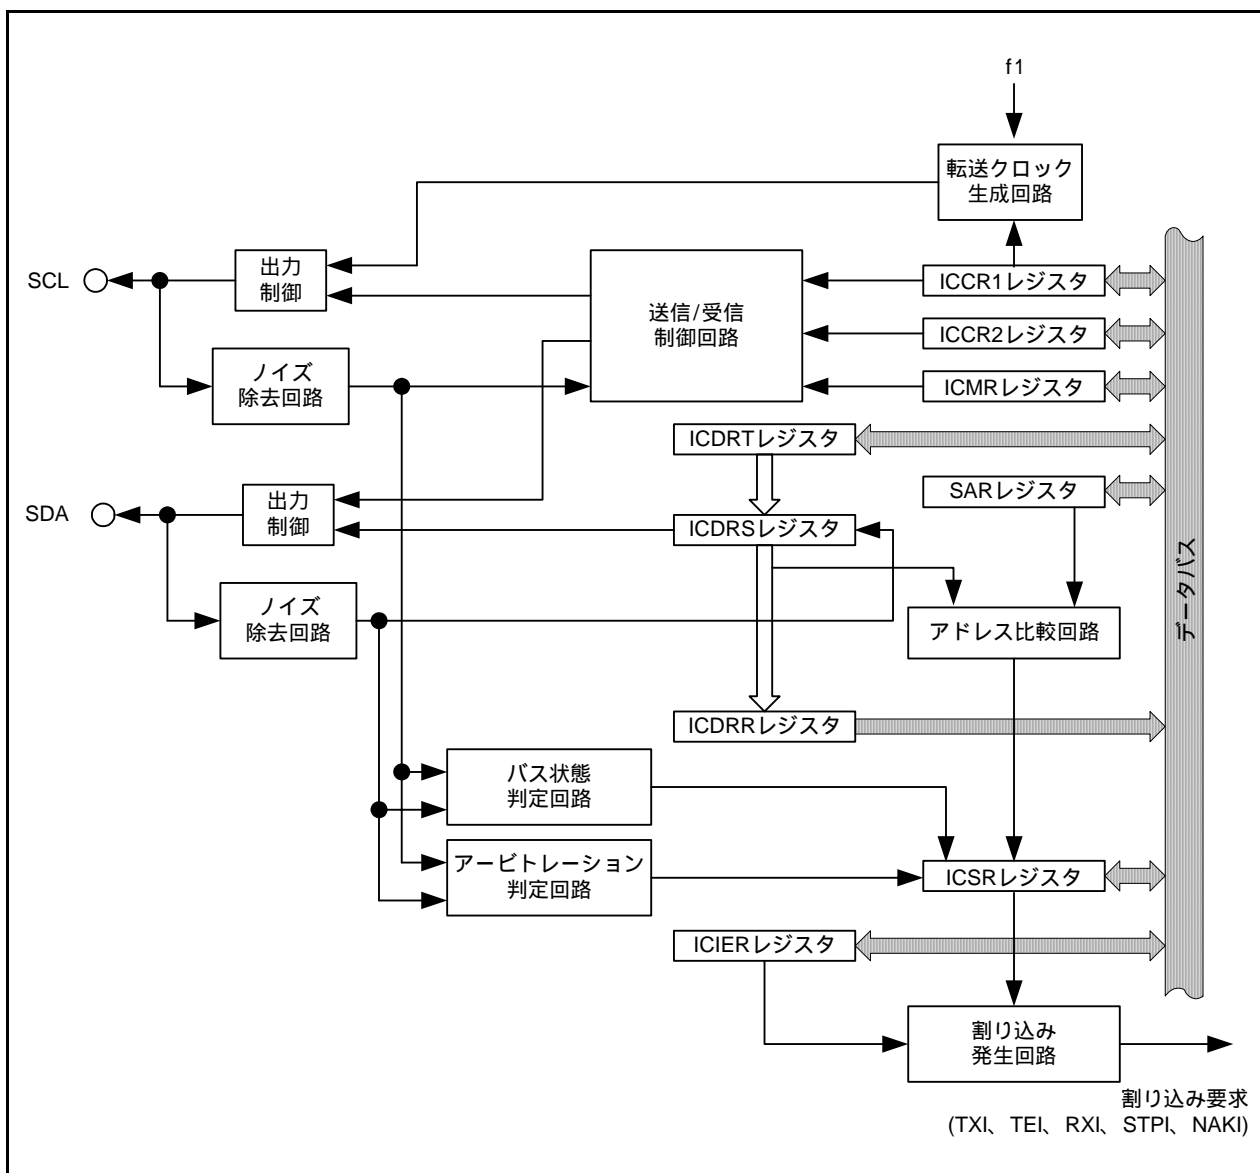 f1
転送クロック
生成回路
SCL
出力
制御
送信/受信
制御回路
ICCR1レジスタ
ICCR2レジスタ
ICMRレジスタ
ノイズ
除去回路
ICDRTレジスタ
SARレジスタ
SDA
出力
制御
ICDRSレジスタ
データバス
ノイズ
除去回路
アドレス比較回路
ICDRRレジスタ
バス状態
判定回路
アービトレーション
判定回路
ICSRレジスタ
ICIERレジスタ
割り込み
発生回路
割り込み要求
(TXI、TEI、RXI、STPI、NAKI)